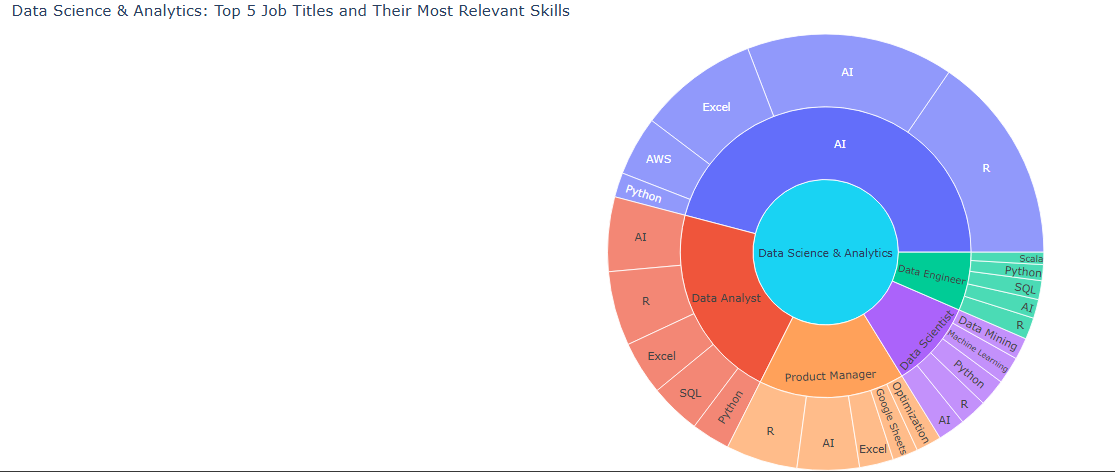 Data Science & Analytics: Top 5 Job Titles and Their Most Relevant Skills
AI
Excel
AI
R
AWS
Python
AI
Data Science & Analytics
Data Engineer
Scala
Python
SQL
AI
R
Data Analyst
AI
R
Excel
SQL
Python
Product Manager
R
AI
Excel
Google Sheets
Optimization
Data Scientist
Data Mining
Machine Learning
Python
R
AI